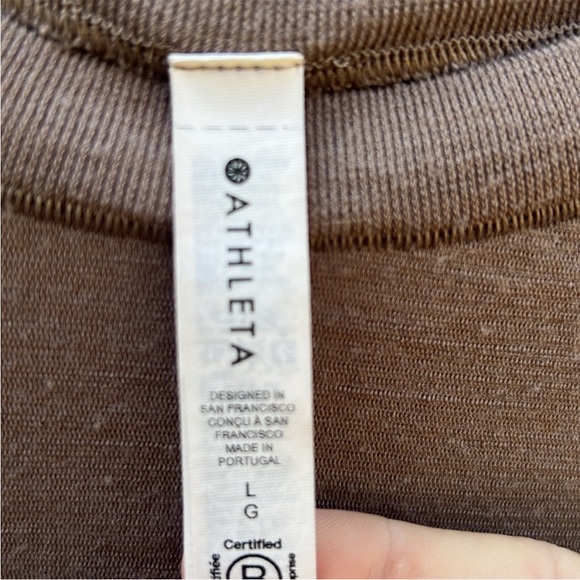 ATHLETA
DESIGNED IN
SAN FRANCISCO
CONÇU À SAN
FRANCISCO
MADE IN
PORTUGAL
L
G
Certified
B